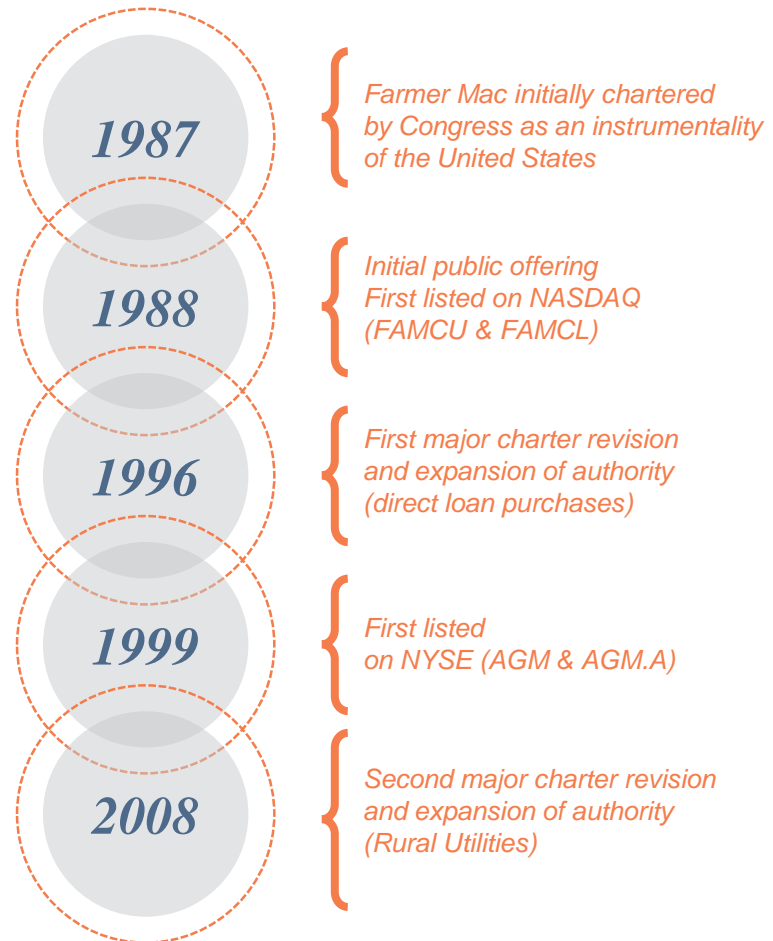 1987
Farmer Mac initially chartered
by Congress as an instrumentality
of the United States
1988
Initial public offering
First listed on NASDAQ
(FAMCU & FAMCL)
1996
First major charter revision
and expansion of authority
(direct loan purchases)
1999
First listed
on NYSE (AGM & AGM.A)
2008
Second major charter revision
and expansion of authority
(Rural Utilities)